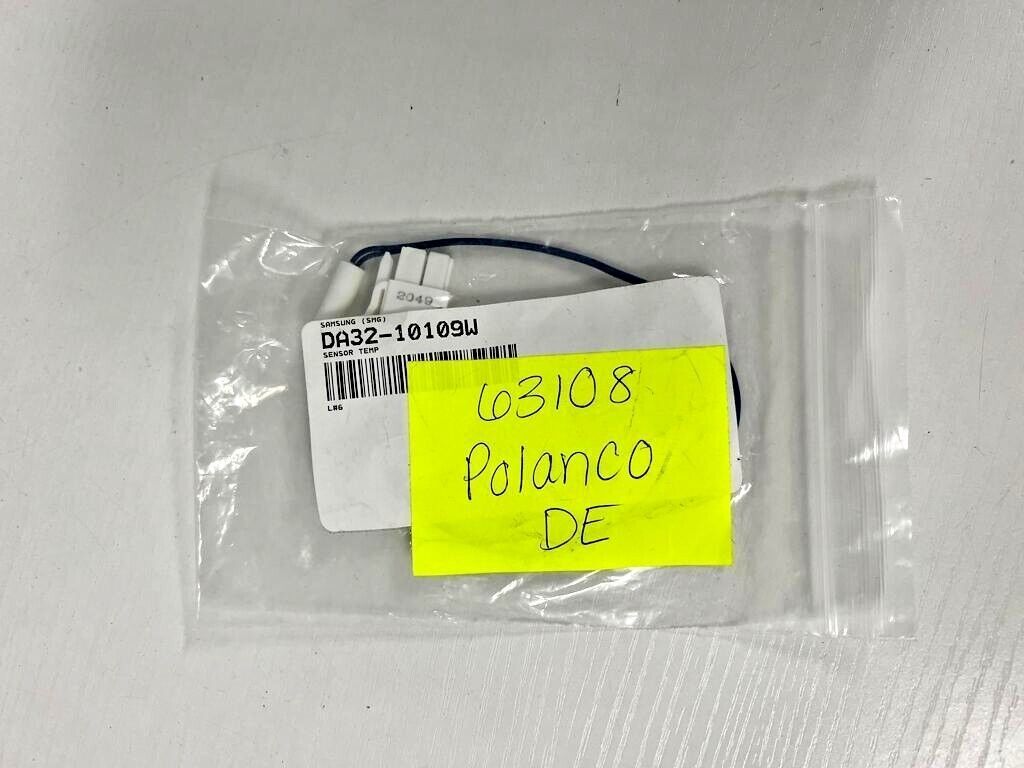 2049
SAMSUNG (SMG)
DA32-10109W
SENSOR TEMP
L#6
63108
Polanco
DE